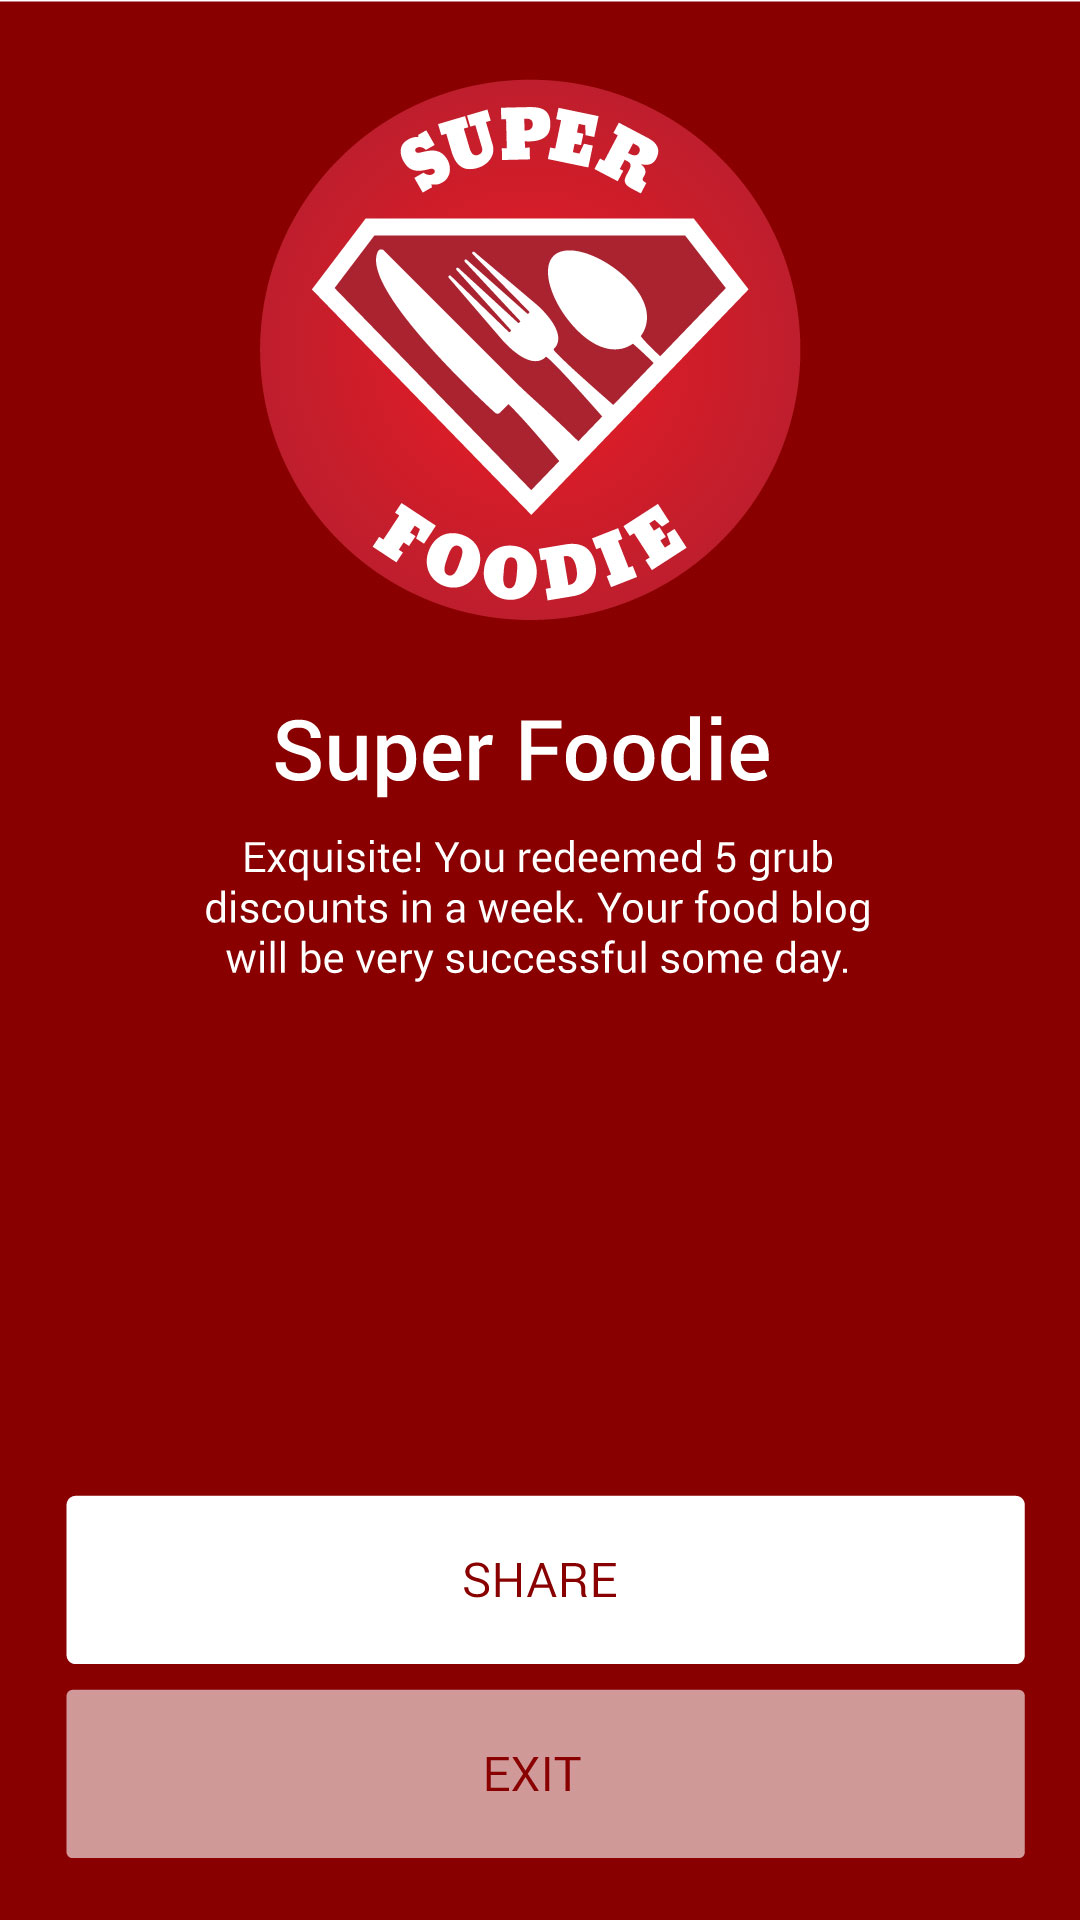 SUPER
FOODIE
Super Foodie
Exquisite! You redeemed 5 grub
discounts in a week. Your food blog
will be very successful some day.
SHARE
EXIT